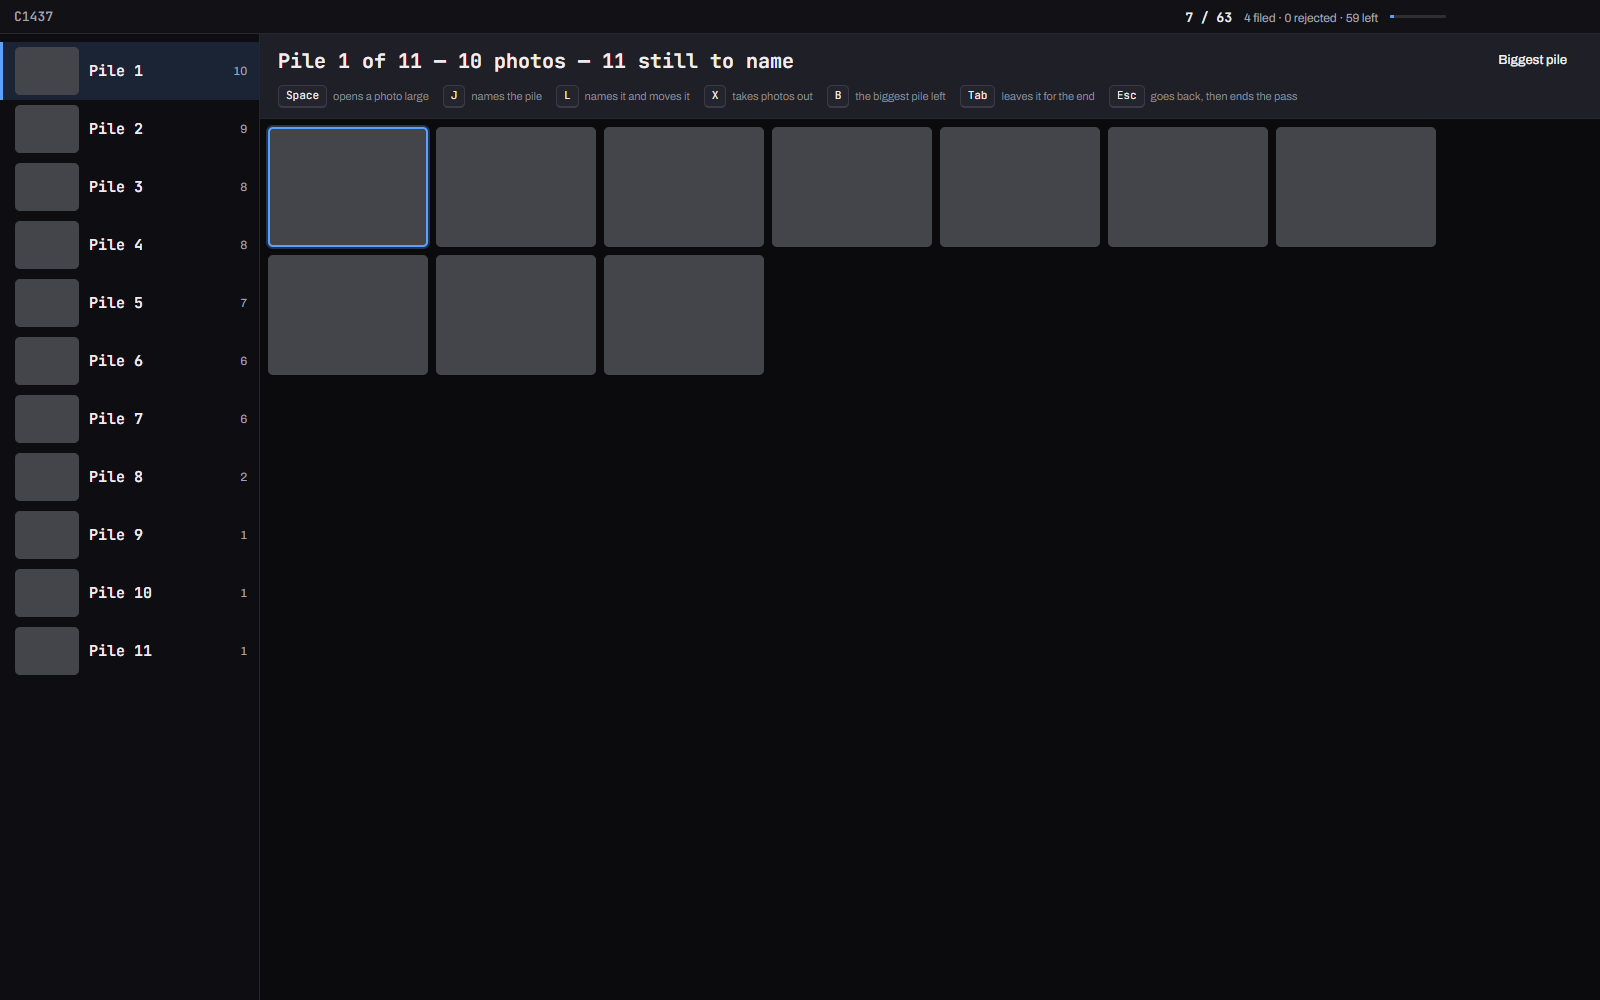 C1437
7 / 63 4 filed · 0 rejected · 59 left
Pile 1 10
Pile 2 9
Pile 3 8
Pile 4 8
Pile 5 7
Pile 6 6
Pile 7 6
Pile 8 2
Pile 9 1
Pile 10 1
Pile 11 1
Pile 1 of 11 — 10 photos — 11 still to name
Biggest pile
Space opens a photo large J names the pile L names it and moves it X takes photos out B the biggest pile left Tab leaves it for the end Esc goes back, then ends the pass